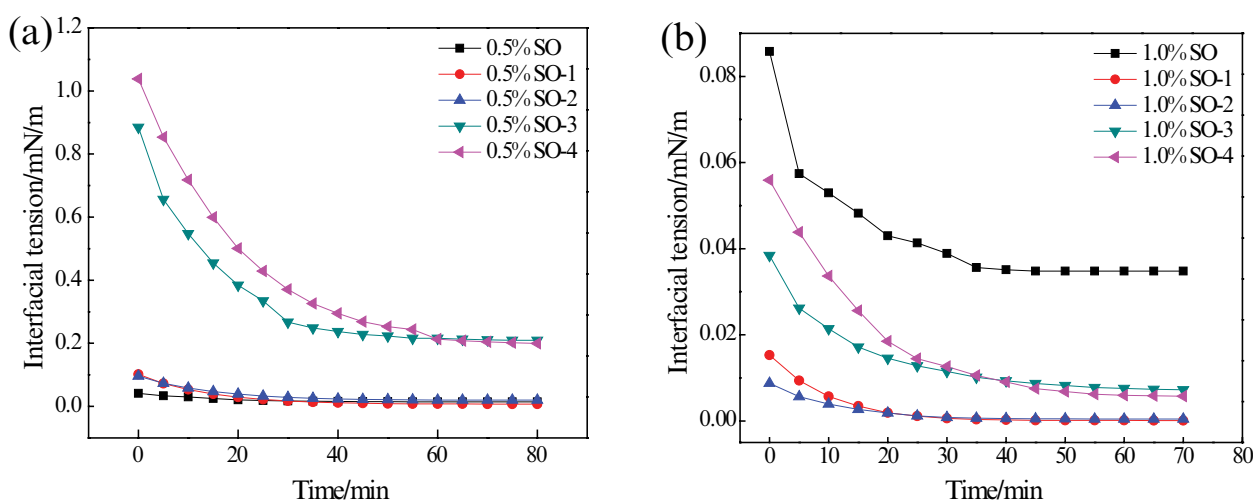 (a)
Interfacial tension/mN/m
1.2
1.0
0.8
0.6
0.4
0.2
0.0
0.5% SO
0.5% SO-1
0.5% SO-2
0.5% SO-3
0.5% SO-4
0 20 40 60 80
Time/min
(b)
Interfacial tension/mN/m
0.08
0.06
0.04
0.02
0.00
1.0% SO
1.0% SO-1
1.0% SO-2
1.0% SO-3
1.0% SO-4
0 10 20 30 40 50 60 70 80
Time/min